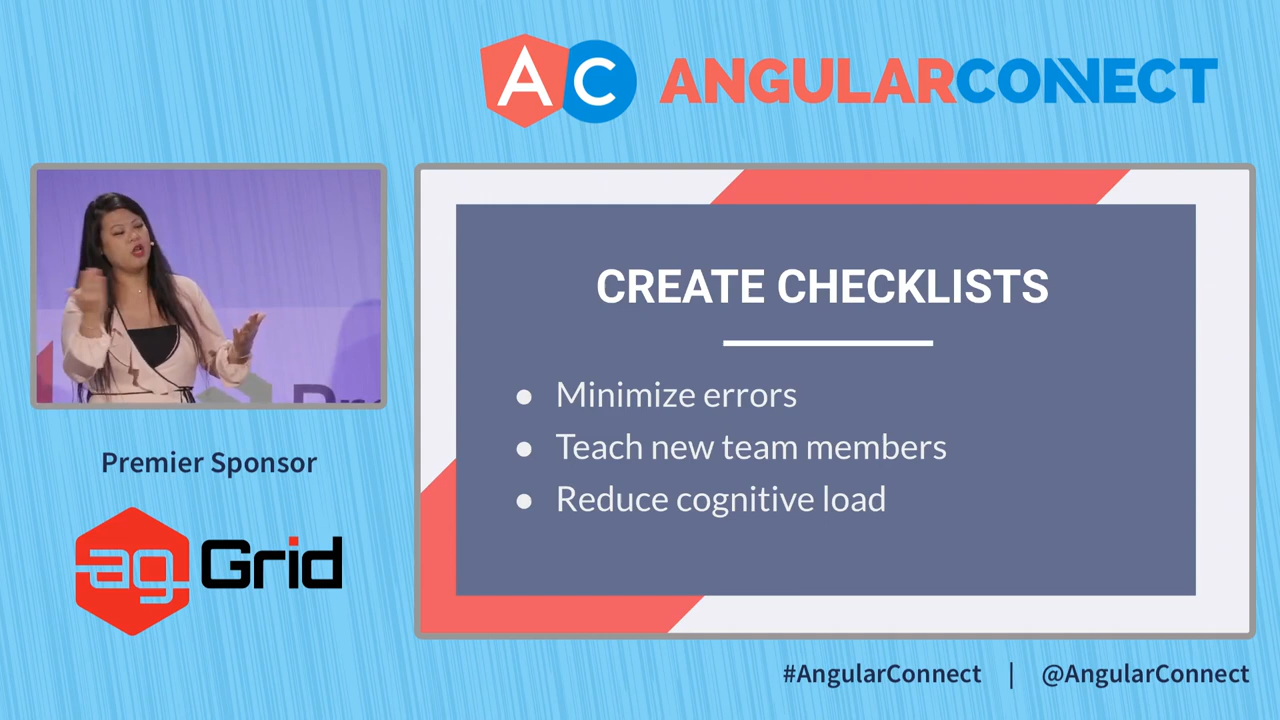 AC ANGULARCONNECT
CREATE CHECKLISTS
● Minimize errors
● Teach new team members
● Reduce cognitive load
Premier Sponsor
ag Grid
#AngularConnect | @AngularConnect